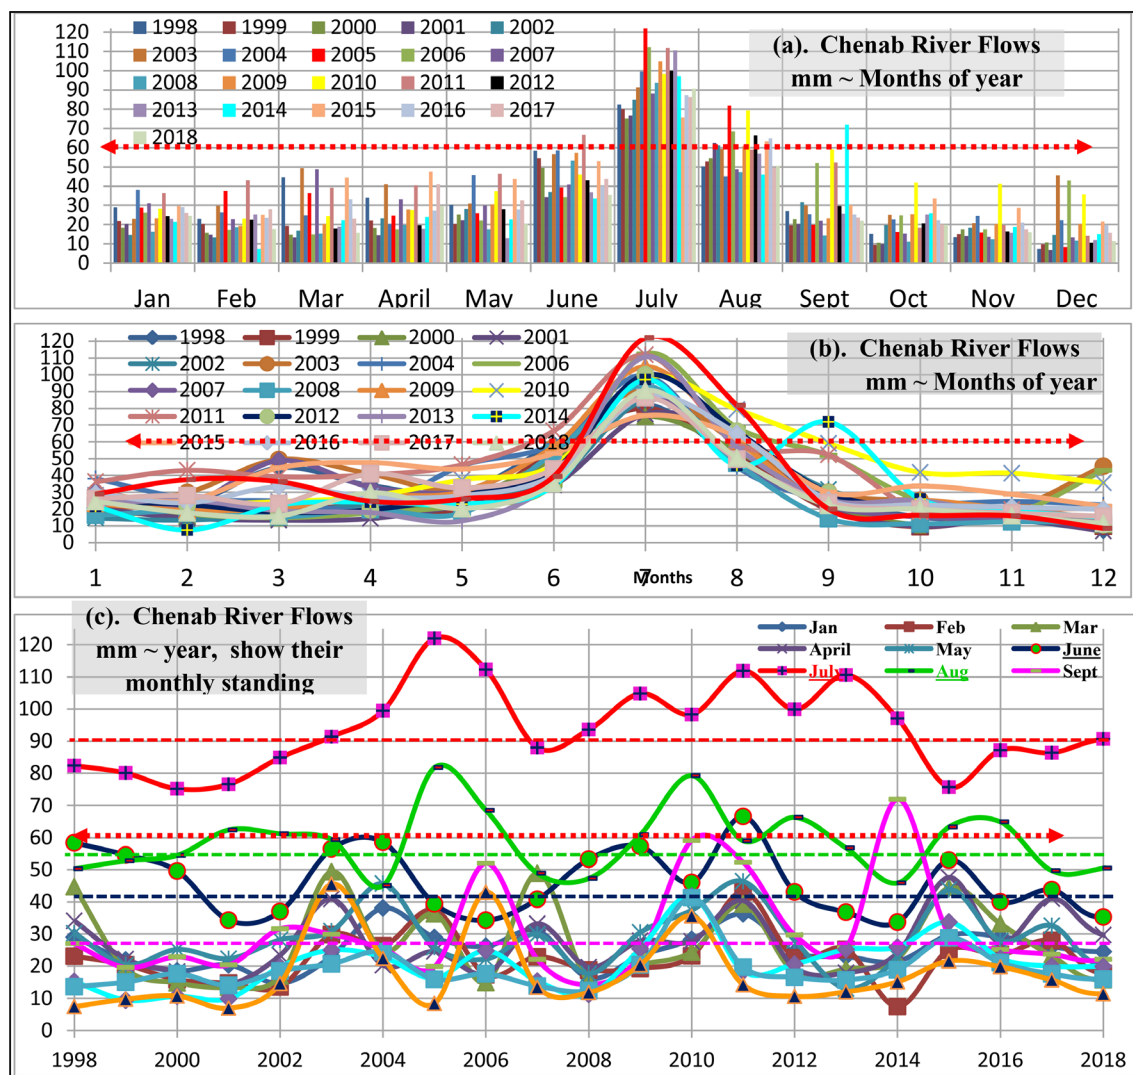 120
110
100
90
80
70
60
50
40
30
20
10
0
1998 1999 2000 2001 2002
2003 2004 2005 2006 2007
2008 2009 2010 2011 2012
2013 2014 2015 2016 2017
2018
(a). Chenab River Flows
mm ~ Months of year
Jan Feb Mar April May June July Aug Sept Oct Nov Dec
120
110
100
90
80
70
60
50
40
30
20
10
0
1998 1999 2000 2001
2002 2003 2004 2006
2007 2008 2009 2010
2011 2012 2013 2014
2015 2016 2017 2018
(b). Chenab River Flows
mm ~ Months of year
1 2 3 4 5 6 7 8 9 10 11 12
Months
(c). Chenab River Flows
mm ~ year, show their
monthly standing
Jan Feb Mar
April May June
July Aug Sept
120
110
100
90
80
70
60
50
40
30
20
10
0
1998 2000 2002 2004 2006 2008 2010 2012 2014 2016 2018